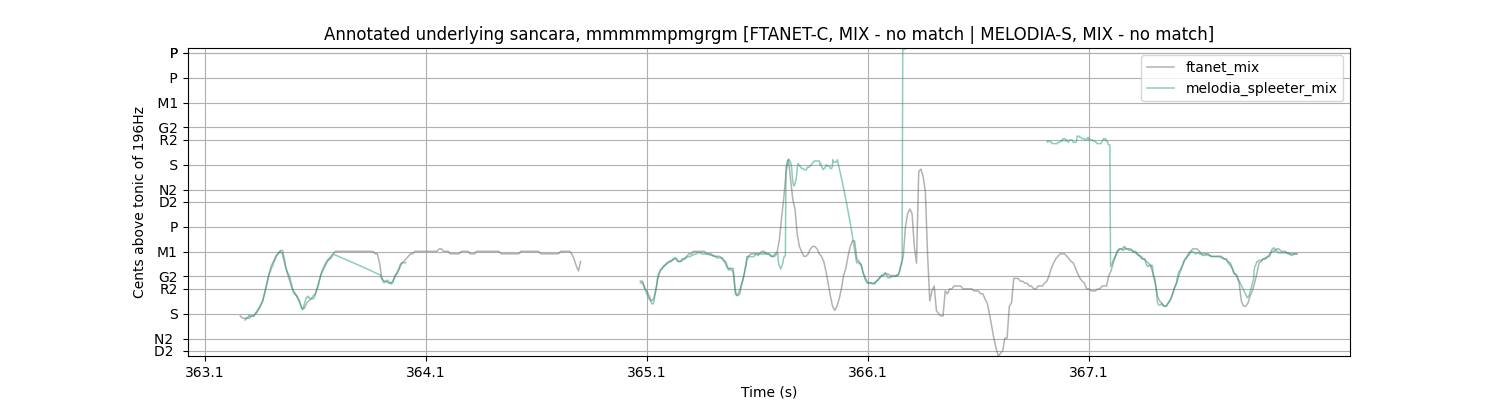 Annotated underlying sancara, mmmmmpmgrgm [FTANET-C, MIX - no match | MELODIA-S, MIX - no match]
P
P
M1
G2
R2
S
N2
D2
P
M1
G2
R2
S
N2
D2
Cents above tonic of 196Hz
ftanet_mix
melodia_spleeter_mix
363.1 364.1 365.1 366.1 367.1
Time (s)